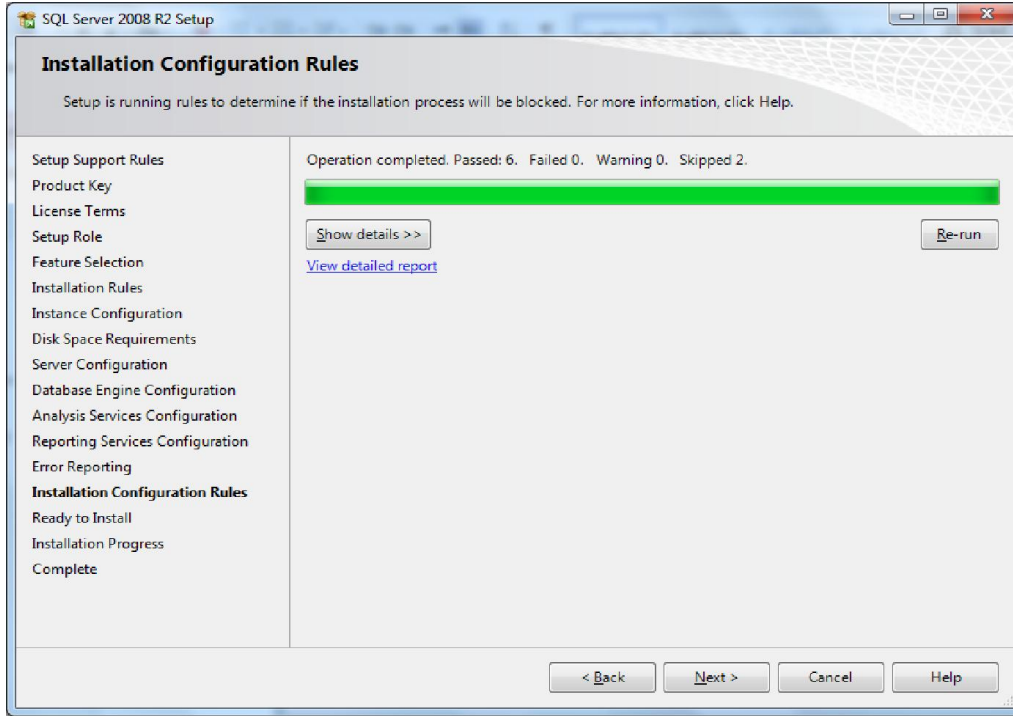 SQL Server 2008 R2 Setup
Installation Configuration Rules
Setup is running rules to determine if the installation process will be blocked. For more information, click Help.
Setup Support Rules
Product Key
License Terms
Setup Role
Feature Selection
Installation Rules
Instance Configuration
Disk Space Requirements
Server Configuration
Database Engine Configuration
Analysis Services Configuration
Reporting Services Configuration
Error Reporting
Installation Configuration Rules
Ready to Install
Installation Progress
Complete
Operation completed. Passed: 6. Failed 0. Warning 0. Skipped 2.
Show details >>
Re-run
View detailed report
< Back
Next >
Cancel
Help